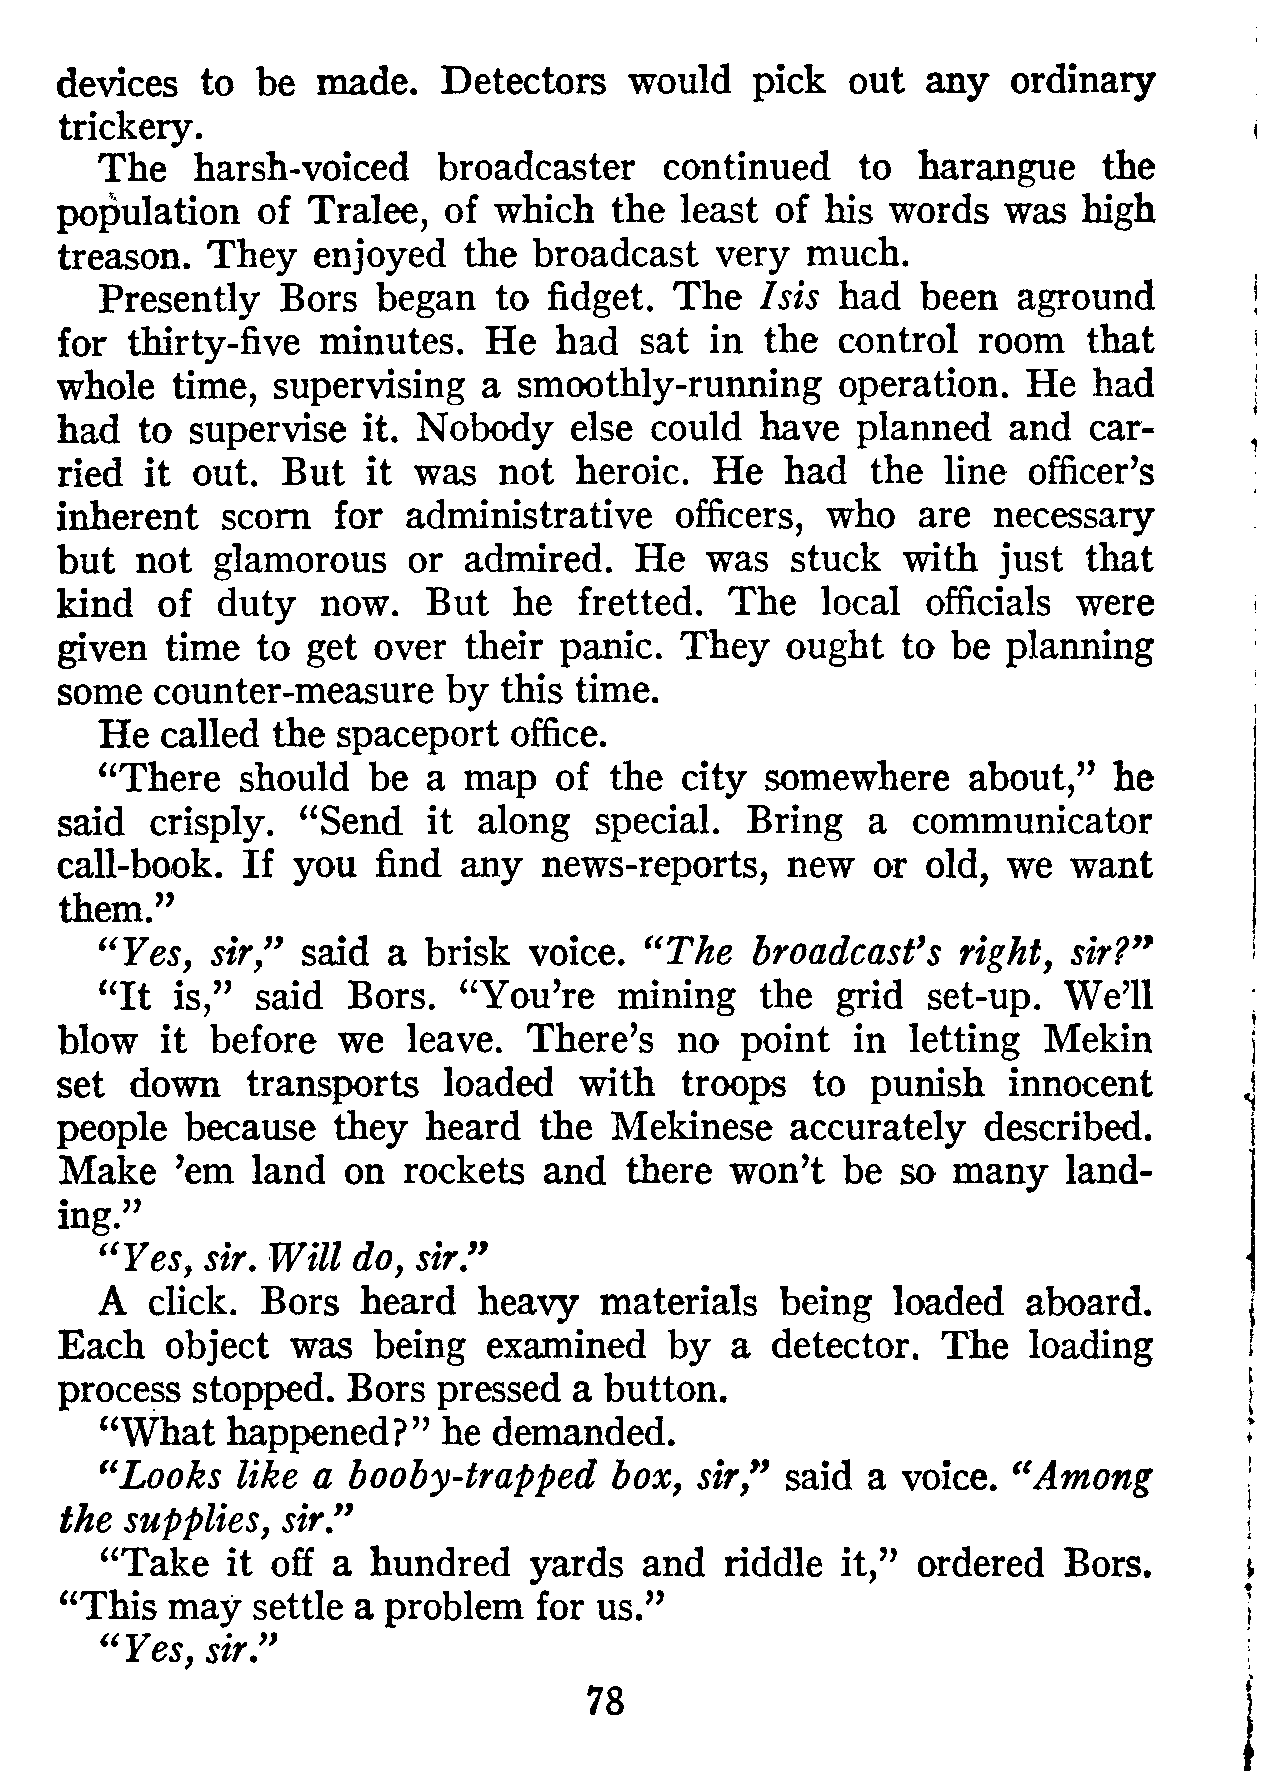 devices to be made. Detectors would pick out any ordinary
trickery.
The harsh-voiced broadcaster continued to harangue the
population of Tralee, of which the least of his words was high
treason. They enjoyed the broadcast very much.
Presently Bors began to fidget. The Isis had been aground
for thirty-five minutes. He had sat in the control room that
whole time, supervising a smoothly-running operation. He had
had to supervise it. Nobody else could have planned and car-
ried it out. But it was not heroic. He had the line officer's
inherent scorn for administrative officers, who are necessary
but not glamorous or admired. He was stuck with just that
kind of duty now. But he fretted. The local officials were
given time to get over their panic. They ought to be planning
some counter-measure by this time.
He called the spaceport office.
“There should be a map of the city somewhere about,” he
said crisply. “Send it along special. Bring a communicator
call-book. If you find any news-reports, new or old, we want
them.”
“Yes, sir,” said a brisk voice. “The broadcast's right, sir?”
“It is,” said Bors. “You're mining the grid set-up. We'll
blow it before we leave. There's no point in letting Mekin
set down transports loaded with troops to punish innocent
people because they heard the Mekinese accurately described.
Make ’em land on rockets and there won't be so many land-
ing.”
“Yes, sir. Will do, sir.”
A click. Bors heard heavy materials being loaded aboard.
Each object was being examined by a detector. The loading
process stopped. Bors pressed a button.
“What happened?” he demanded.
“Looks like a booby-trapped box, sir,” said a voice. “Among
the supplies, sir.”
“Take it off a hundred yards and riddle it,” ordered Bors.
“This may settle a problem for us.”
“Yes, sir.”
78